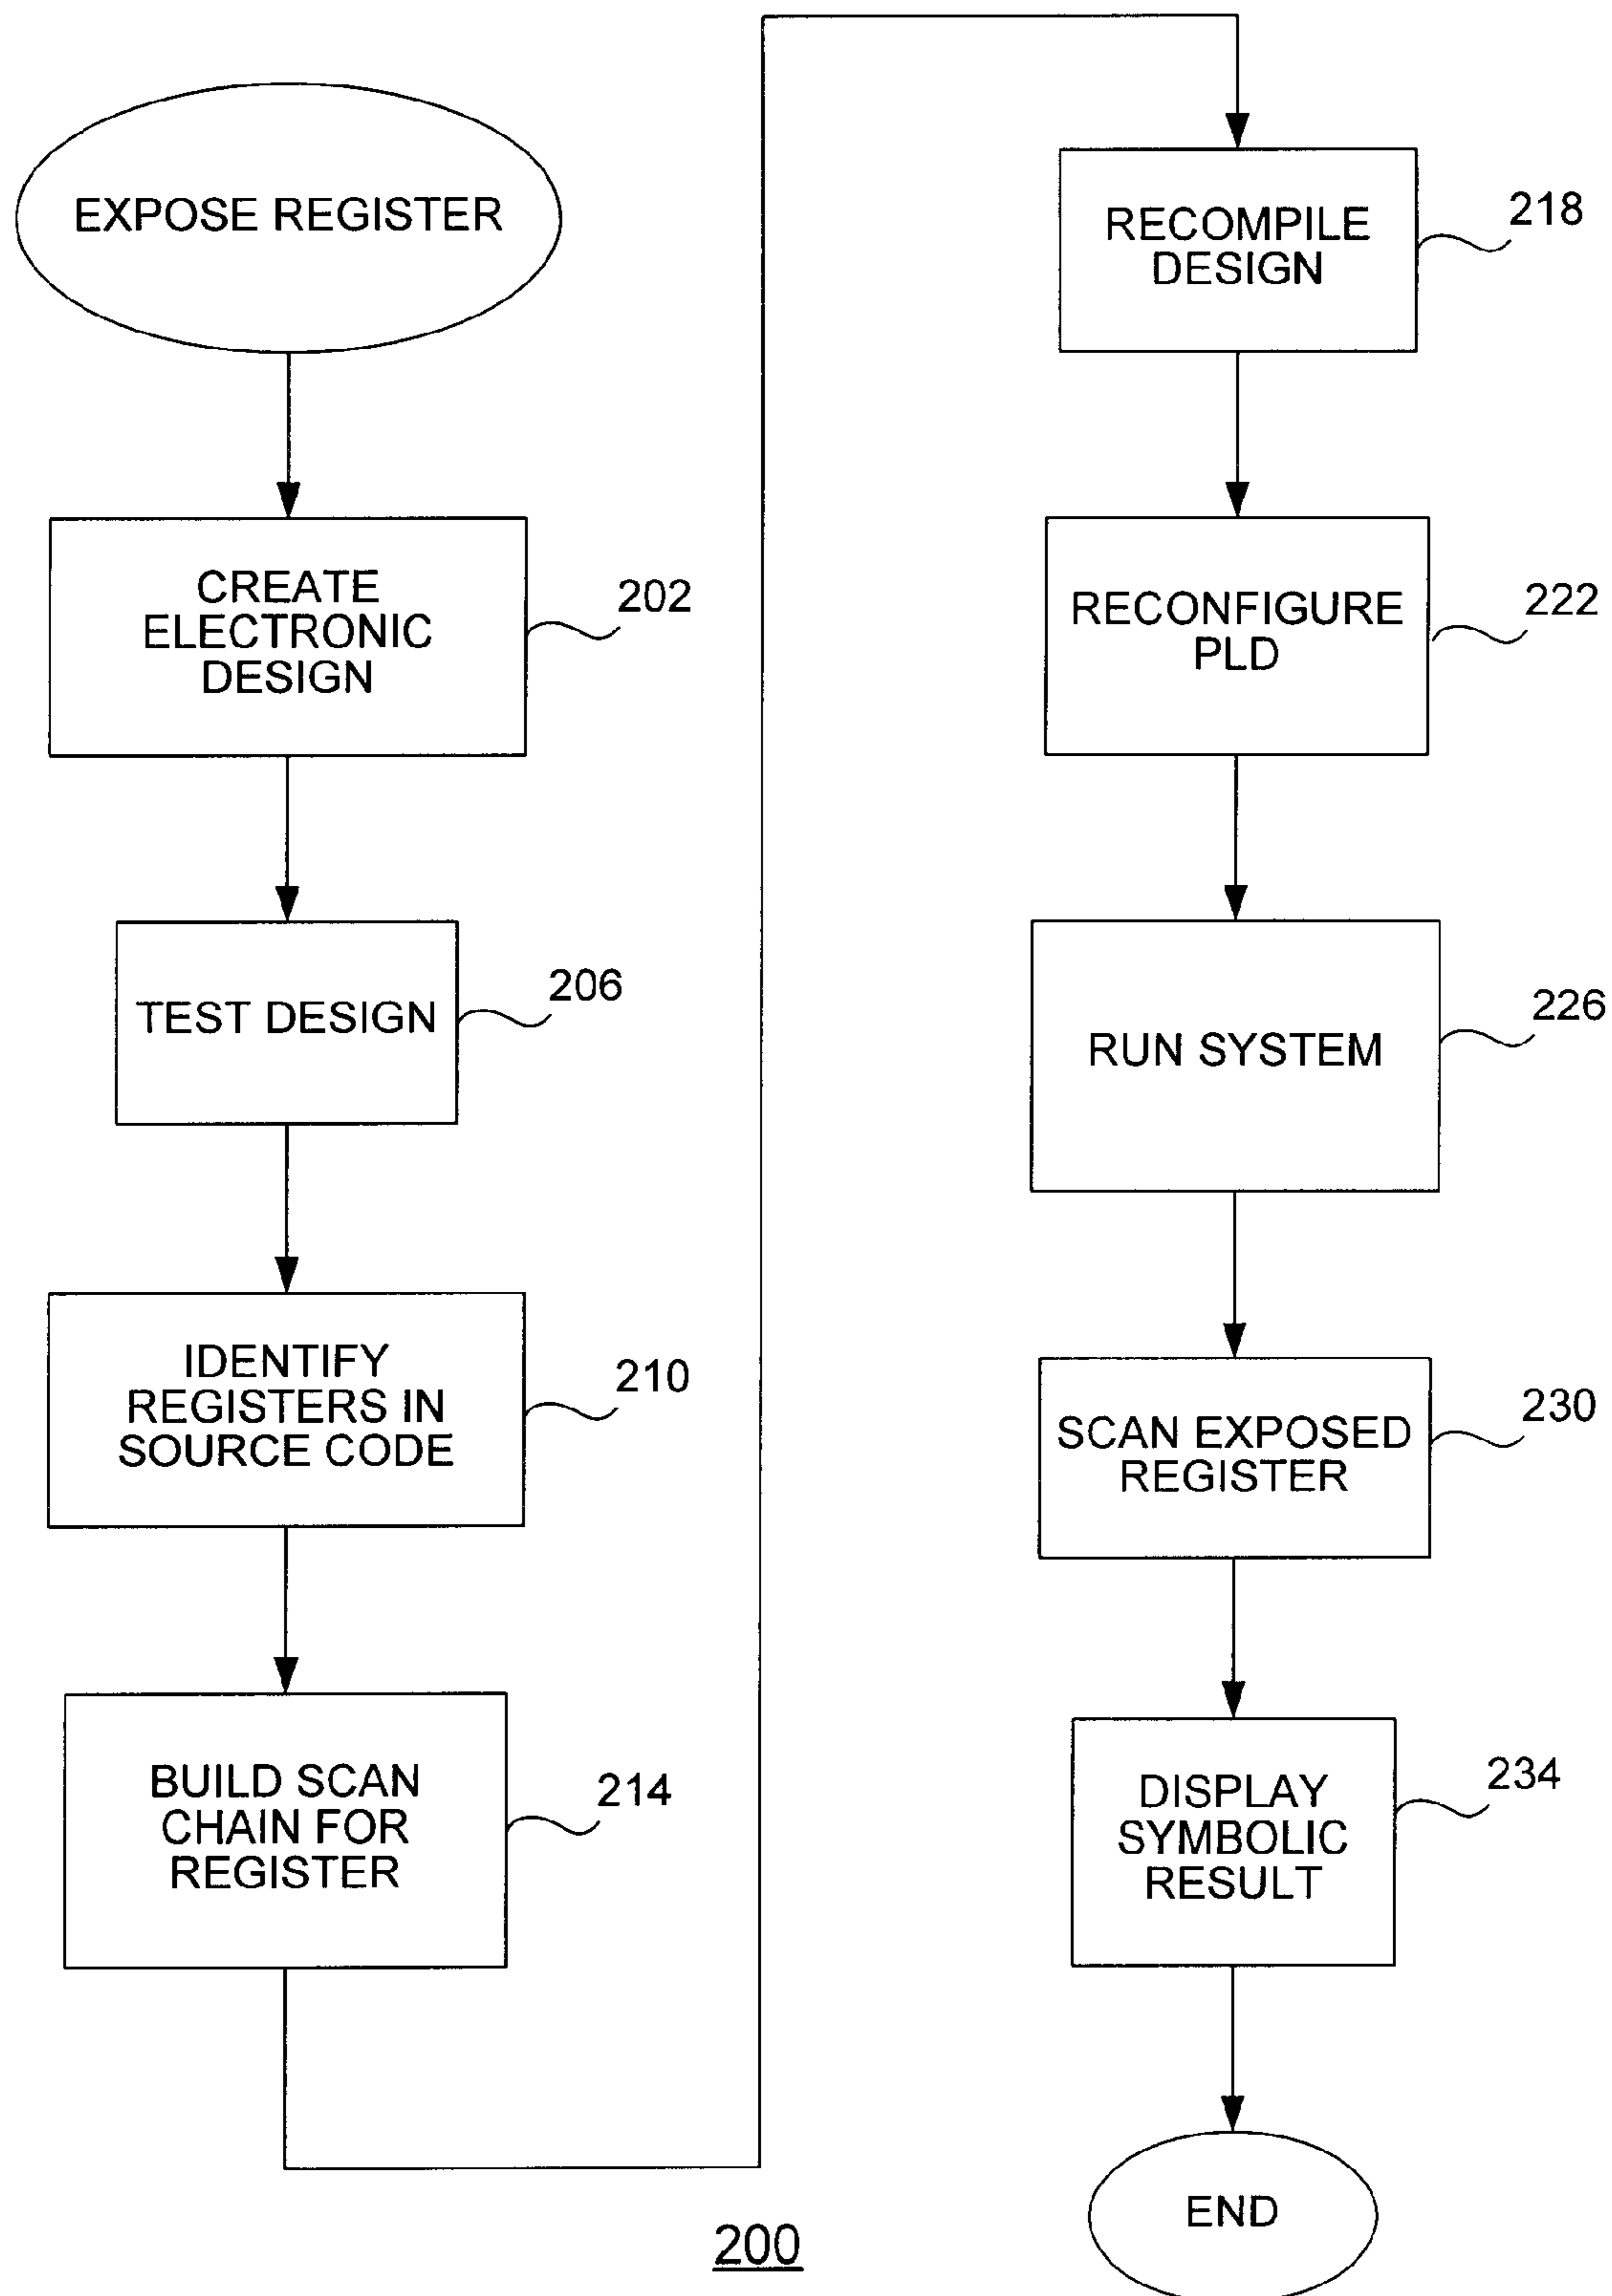 EXPOSE REGISTER
CREATE
ELECTRONIC
DESIGN
202
TEST DESIGN
206
IDENTIFY
REGISTERS IN
SOURCE CODE
210
BUILD SCAN
CHAIN FOR
REGISTER
214
RECOMPILE
DESIGN
218
RECONFIGURE
PLD
222
RUN SYSTEM
226
SCAN EXPOSED
REGISTER
230
DISPLAY
SYMBOLIC
RESULT
234
END
200